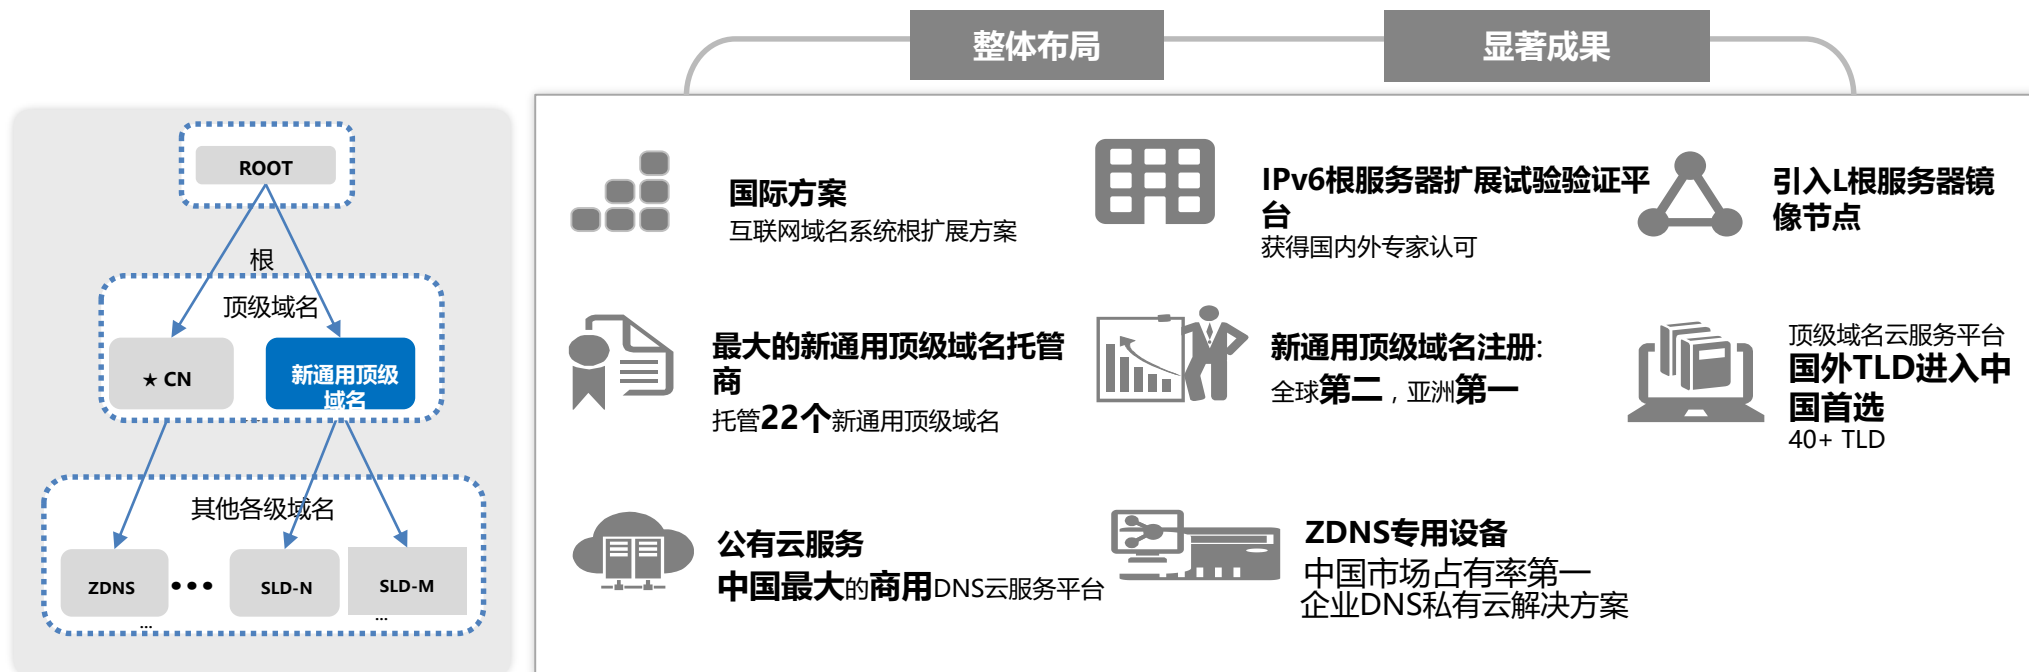 整体布局
显著成果
ROOT
根
顶级域名
★ CN
新通用顶级
域名
...
其他各级域名
ZDNS
•••
SLD-N
SLD-M
...
...
国际方案
互联网域名系统根扩展方案
IPv6根服务器扩展试验验证平
台
获得国内外专家认可
引入L根服务器镜
像节点
最大的新通用顶级域名托管
商
托管22个新通用顶级域名
新通用顶级域名注册:
全球第二，亚洲第一
顶级域名云服务平台
国外TLD进入中
国首选
40+ TLD
公有云服务
中国最大的商用DNS云服务平台
ZDNS专用设备
中国市场占有率第一
企业DNS私有云解决方案